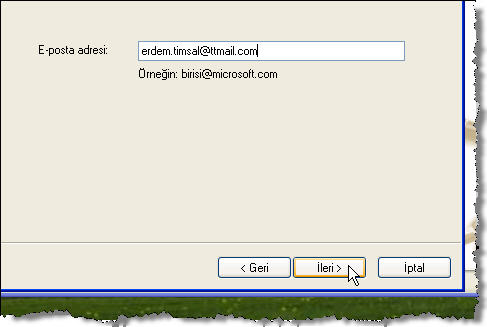 E-posta adresi: erdem.timsal@ttmail.com
Örneğin: birisi@microsoft.com
< Geri İleri > İptal